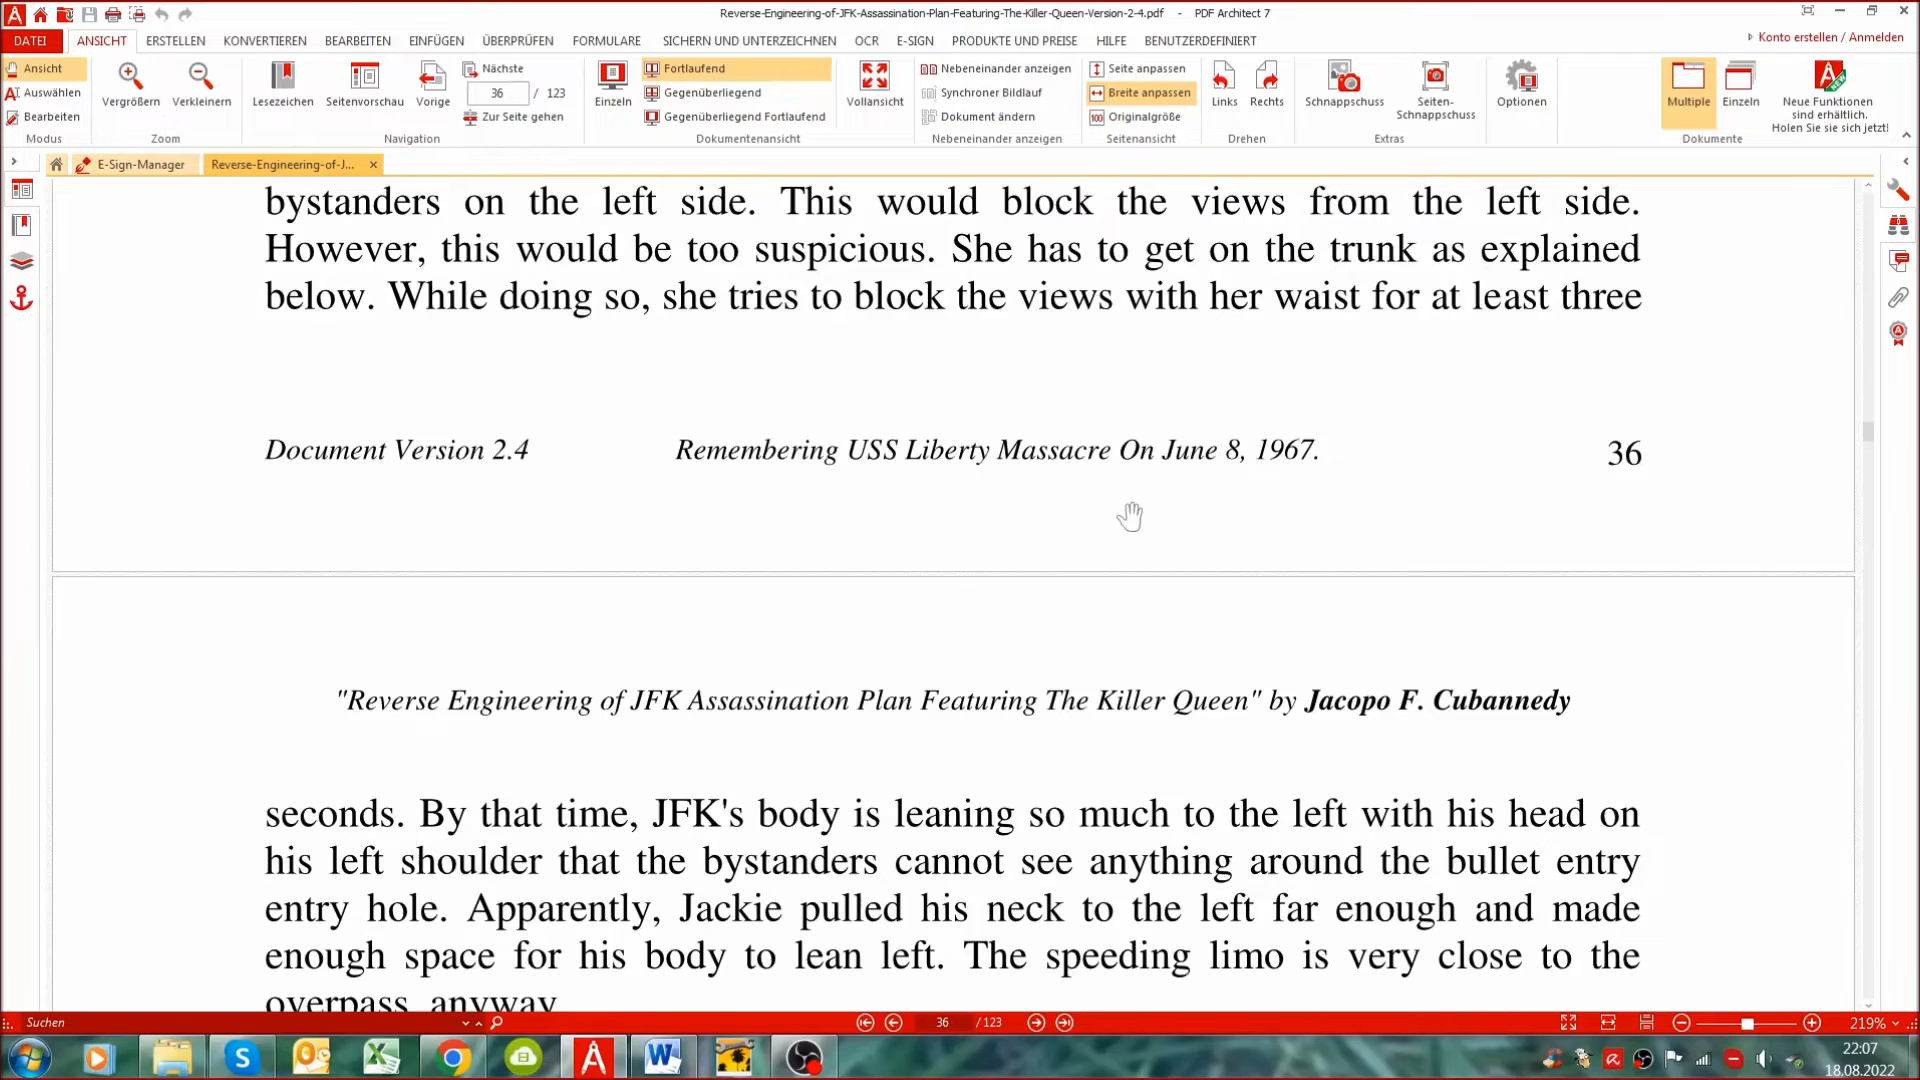 Reverse-Engineering-of-JFK-Assassination-Plan-Featuring-The-Killer-Queen-Version-2-4.pdf - PDF Architect 7
DATEI ANSICHT ERSTELLEN KONVERTIEREN BEARBEITEN EINFÜGEN ÜBERPRÜFEN FORMULARE SICHERN UND UNTERZEICHNEN OCR E-SIGN PRODUKTE UND PREISE HILFE BENUTZERDEFINIERT Konto erstellen / Anmelden
Ansicht
Auswählen
Bearbeiten
Modus
Vergrößern Verkleinern
Zoom
Lesezeichen Seitenvorschau Vorige
Nächste
36 / 123
Zur Seite gehen
Navigation
Einzeln
Fortlaufend
Gegenüberliegend
Gegenüberliegend Fortlaufend
Dokumentenansicht
Vollansicht
Nebeneinander anzeigen
Synchroner Bildlauf
Dokument ändern
Nebeneinander anzeigen
Seite anpassen
Breite anpassen
100 Originalgröße
Seitenansicht
Links Rechts
Drehen
Schnappschuss
Seiten-
Schnappschuss
Extras
Optionen
Multiple Einzeln
Dokumente
NEW
Neue Funktionen
sind erhältlich.
Holen Sie sie sich jetzt!
E-Sign-Manager
Reverse-Engineering-of-J...
bystanders on the left side. This would block the views from the left side.
However, this would be too suspicious. She has to get on the trunk as explained
below. While doing so, she tries to block the views with her waist for at least three
Document Version 2.4 Remembering USS Liberty Massacre On June 8, 1967. 36
"Reverse Engineering of JFK Assassination Plan Featuring The Killer Queen" by Jacopo F. Cubannedy
seconds. By that time, JFK's body is leaning so much to the left with his head on
his left shoulder that the bystanders cannot see anything around the bullet entry
entry hole. Apparently, Jackie pulled his neck to the left far enough and made
enough space for his body to lean left. The speeding limo is very close to the
overpass anyway
Suchen
36 / 123
219%
22:07
18.08.2022